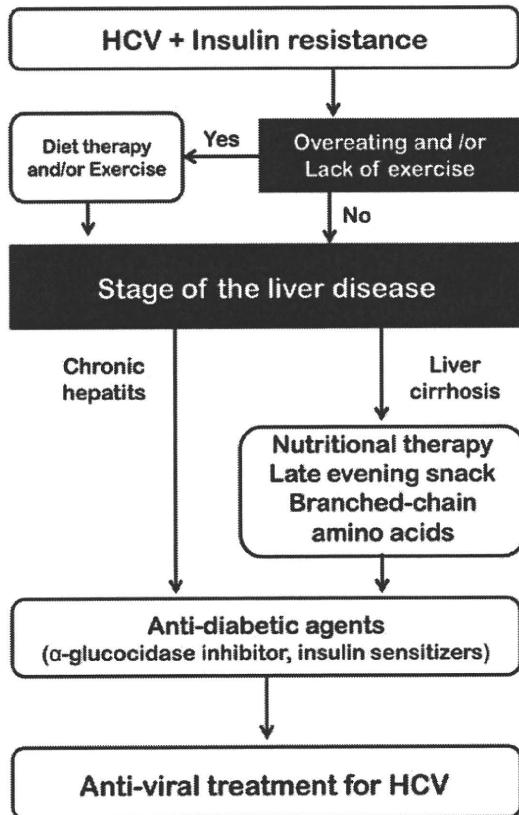 HCV + Insulin resistance
Overeating and /or
Lack of exercise
Yes
Diet therapy
and/or Exercise
No
Stage of the liver disease
Chronic
hepatits
Liver
cirrhosis
Nutritional therapy
Late evening snack
Branched-chain
amino acids
Anti-diabetic agents
(α-glucocidase inhibitor, insulin sensitizers)
Anti-viral treatment for HCV